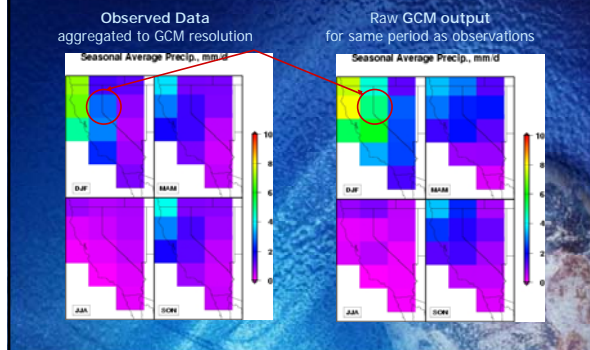 Observed Data
aggregated to GCM resolution
Seasonal Average Precip., mm/d
DJF
MAM
JJA
SON
10
8
6
4
2
0
Raw GCM output
for same period as observations
Seasonal Average Precip., mm/d
DJF
MAM
JJA
SON
10
8
6
4
2
0